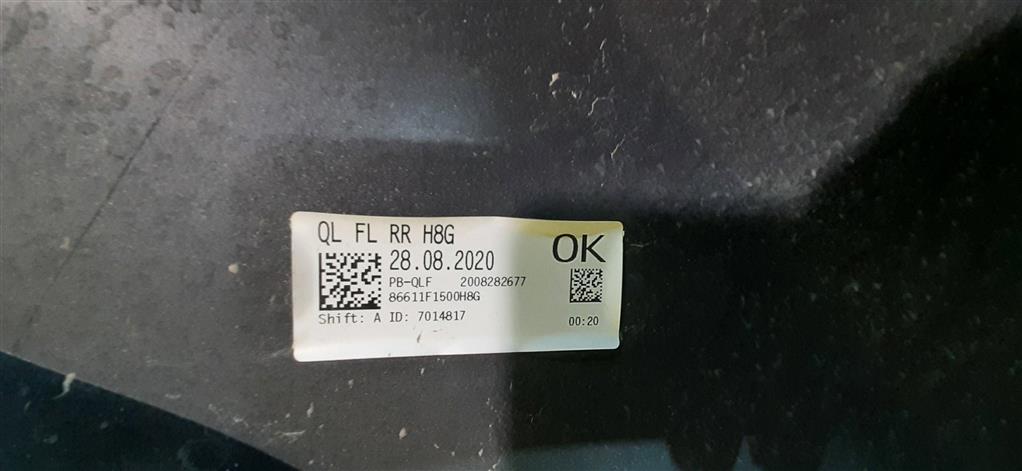 QL FL RR H8G
OK
28.08.2020
PB-QLF 2008282677
86611F1500H8G
Shift: A ID: 7014817
00:20